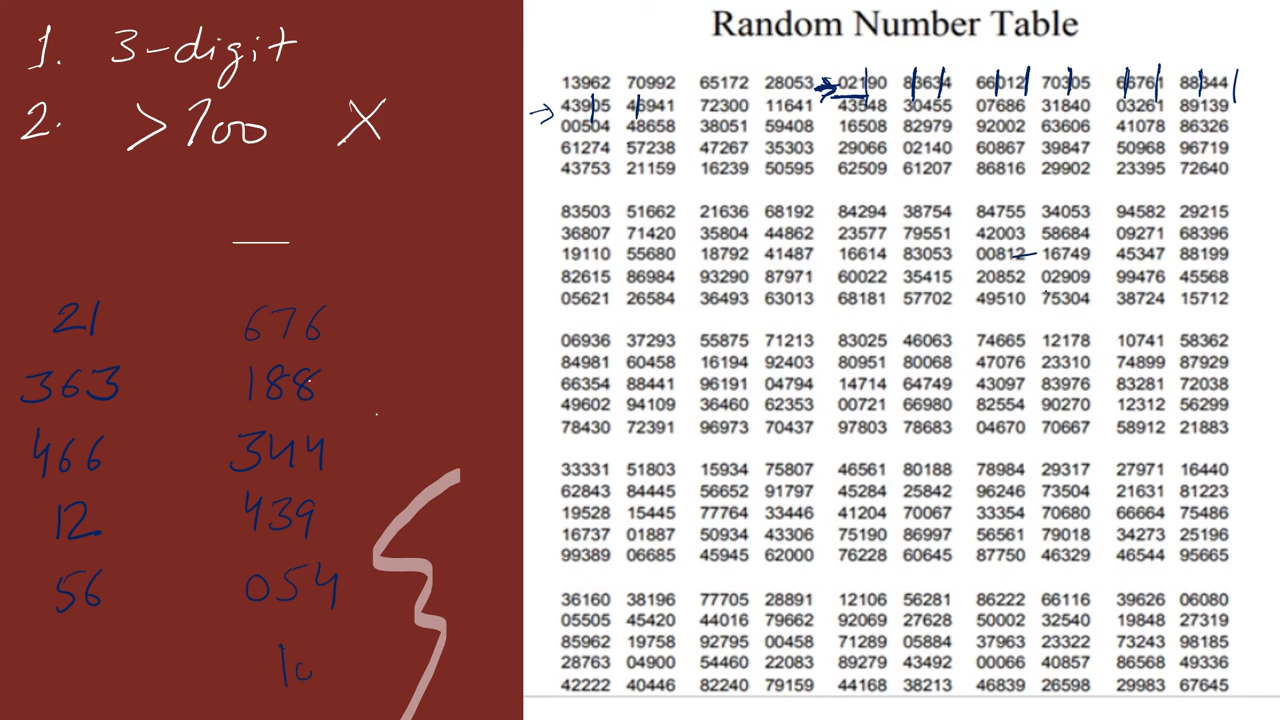 1. 3-digit
2. >700 X
21 676
363 188
466 344
12 439
56 054
10
Random Number Table
13962 70992 65172 28053 02190 83634 66012 70305 66761 88344
43905 46941 72300 11641 43548 30455 07686 31840 03261 89139
00504 48658 38051 59408 16508 82979 92002 63606 41078 86326
61274 57238 47267 35303 29066 02140 60867 39847 50968 96719
43753 21159 16239 50595 62509 61207 86816 29902 23395 72640
83503 51662 21636 68192 84294 38754 84755 34053 94582 29215
36807 71420 35804 44862 23577 79551 42003 58684 09271 68396
19110 55680 18792 41487 16614 83053 00812 16749 45347 88199
82615 86984 93290 87971 60022 35415 20852 02909 99476 45568
05621 26584 36493 63013 68181 57702 49510 75304 38724 15712
06936 37293 55875 71213 83025 46063 74665 12178 10741 58362
84981 60458 16194 92403 80951 80068 47076 23310 74899 87929
66354 88441 96191 04794 14714 64749 43097 83976 83281 72038
49602 94109 36460 62353 00721 66980 82554 90270 12312 56299
78430 72391 96973 70437 97803 78683 04670 70667 58912 21883
33331 51803 15934 75807 46561 80188 78984 29317 27971 16440
62843 84445 56652 91797 45284 25842 96246 73504 21631 81223
19528 15445 77764 33446 41204 70067 33354 70680 66664 75486
16737 01887 50934 43306 75190 86997 56561 79018 34273 25196
99389 06685 45945 62000 76228 60645 87750 46329 46544 95665
36160 38196 77705 28891 12106 56281 86222 66116 39626 06080
05505 45420 44016 79662 92069 27628 50002 32540 19848 27319
85962 19758 92795 00458 71289 05884 37963 23322 73243 98185
28763 04900 54460 22083 89279 43492 00066 40857 86568 49336
42222 40446 82240 79159 44168 38213 46839 26598 29983 67645